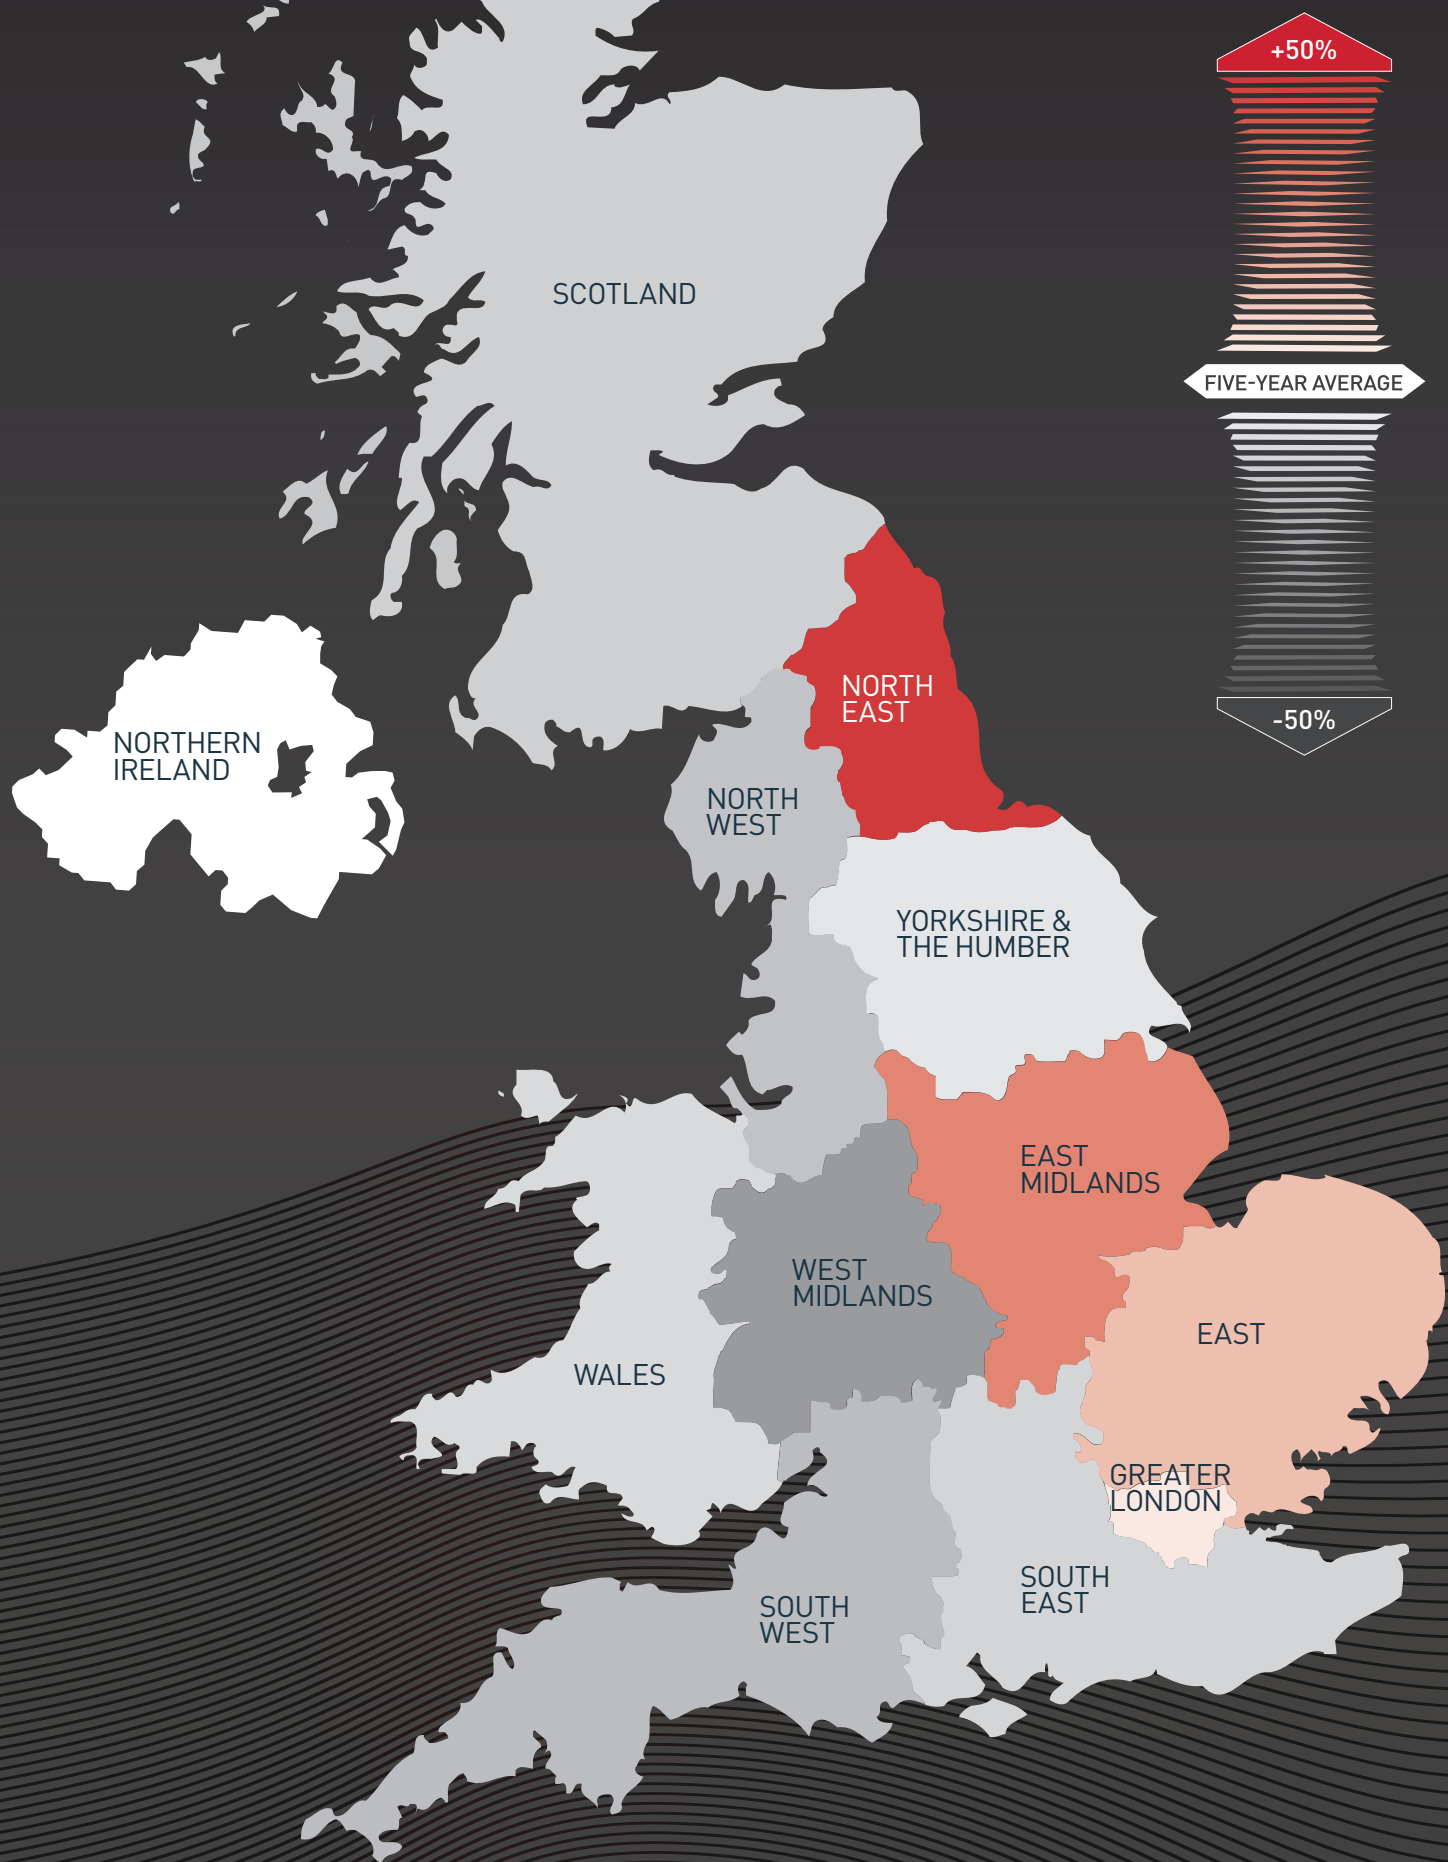 +50%
SCOTLAND
FIVE-YEAR AVERAGE
NORTH
EAST
-50%
NORTHERN
IRELAND
NORTH
WEST
YORKSHIRE &
THE HUMBER
EAST
MIDLANDS
WEST
MIDLANDS
EAST
WALES
GREATER
LONDON
SOUTH
EAST
SOUTH
WEST